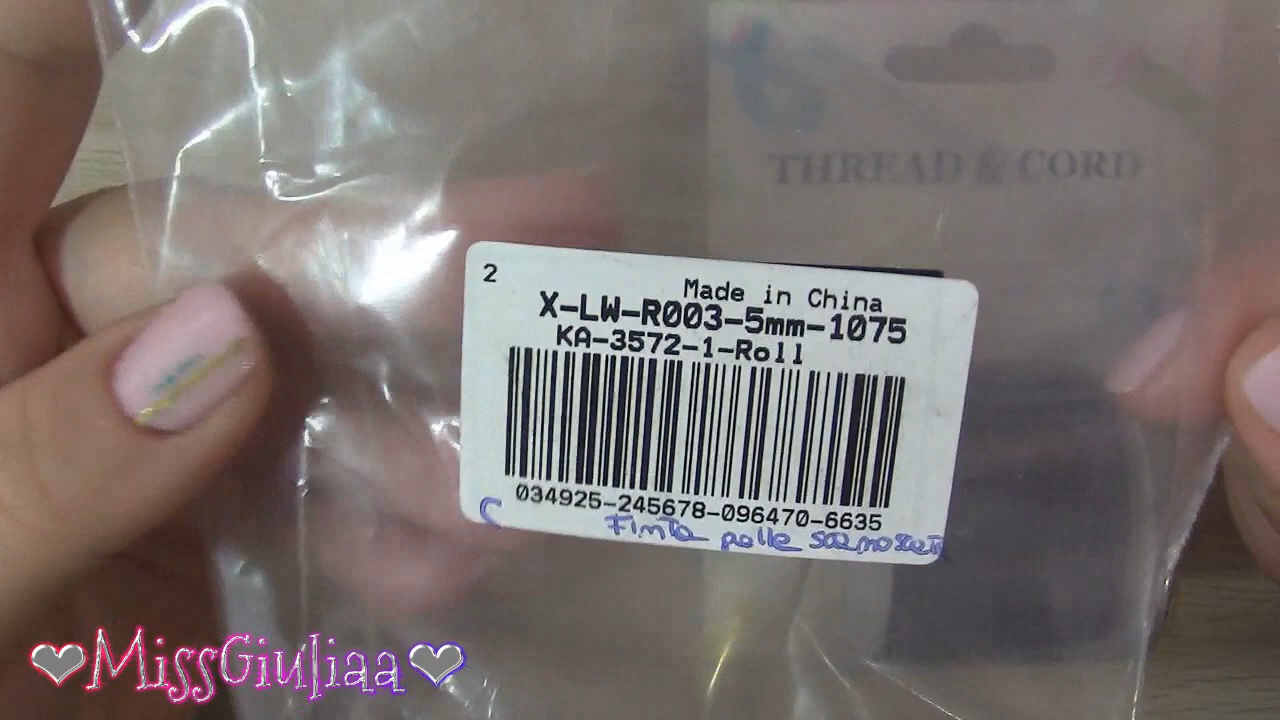 THREAD & CORD
2
Made in China
X-LW-R003-5mm-1075
KA-3572-1-Roll
034925-245678-096470-6635
Finta pelle scamosciata
❤MissGiuliaa❤